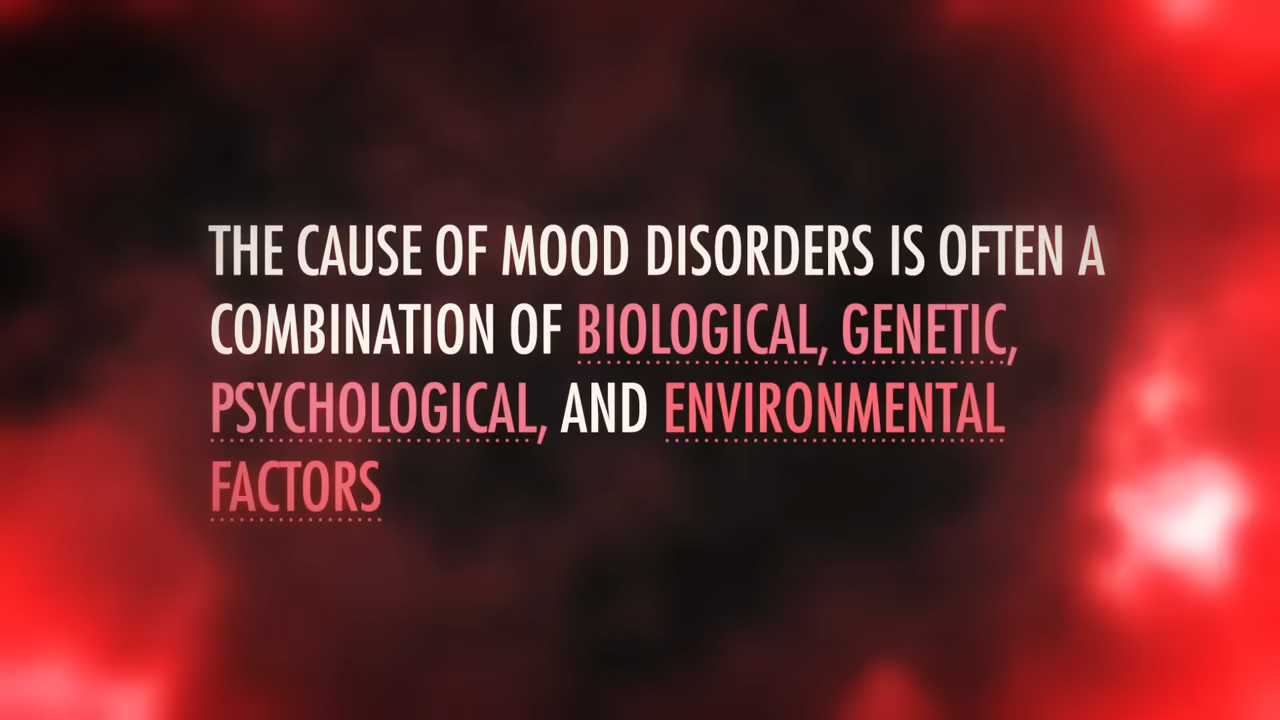 THE CAUSE OF MOOD DISORDERS IS OFTEN A
COMBINATION OF BIOLOGICAL, GENETIC,
PSYCHOLOGICAL, AND ENVIRONMENTAL
FACTORS